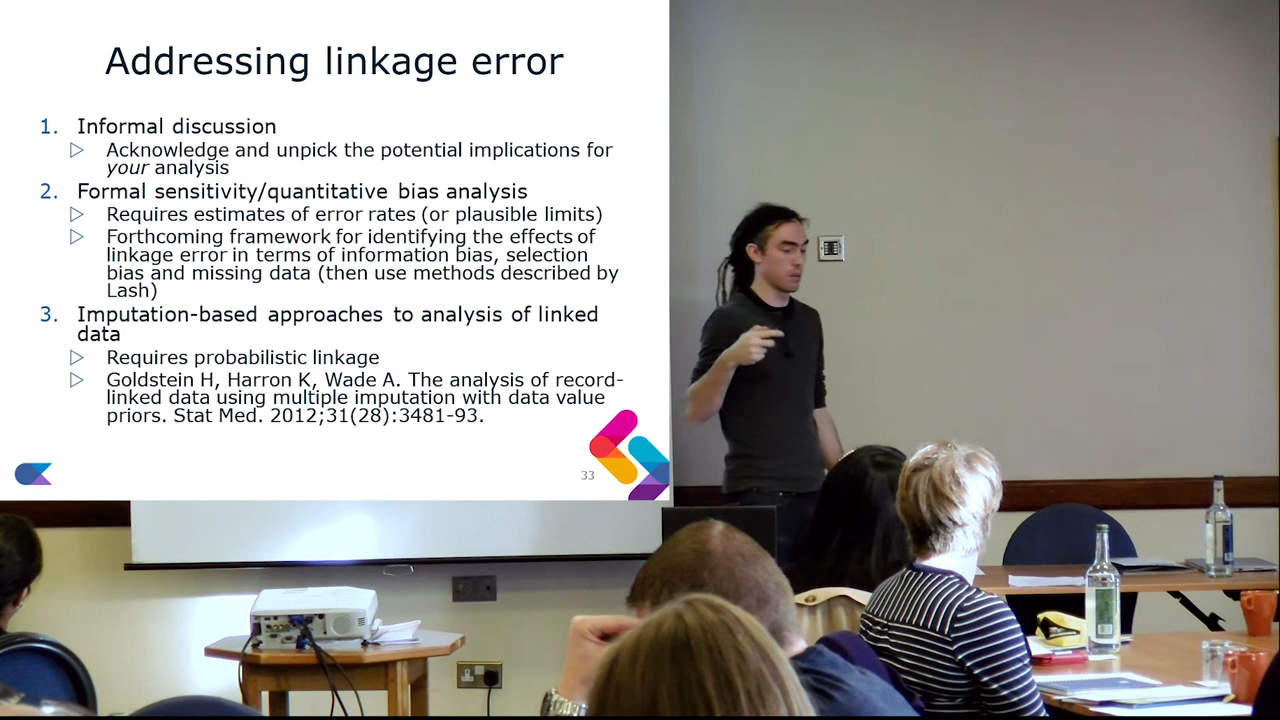 Addressing linkage error
1. Informal discussion
▷ Acknowledge and unpick the potential implications for
your analysis
2. Formal sensitivity/quantitative bias analysis
▷ Requires estimates of error rates (or plausible limits)
▷ Forthcoming framework for identifying the effects of
linkage error in terms of information bias, selection
bias and missing data (then use methods described by
Lash)
3. Imputation-based approaches to analysis of linked
data
▷ Requires probabilistic linkage
▷ Goldstein H, Harron K, Wade A. The analysis of record-
linked data using multiple imputation with data value
priors. Stat Med. 2012;31(28):3481-93.
33